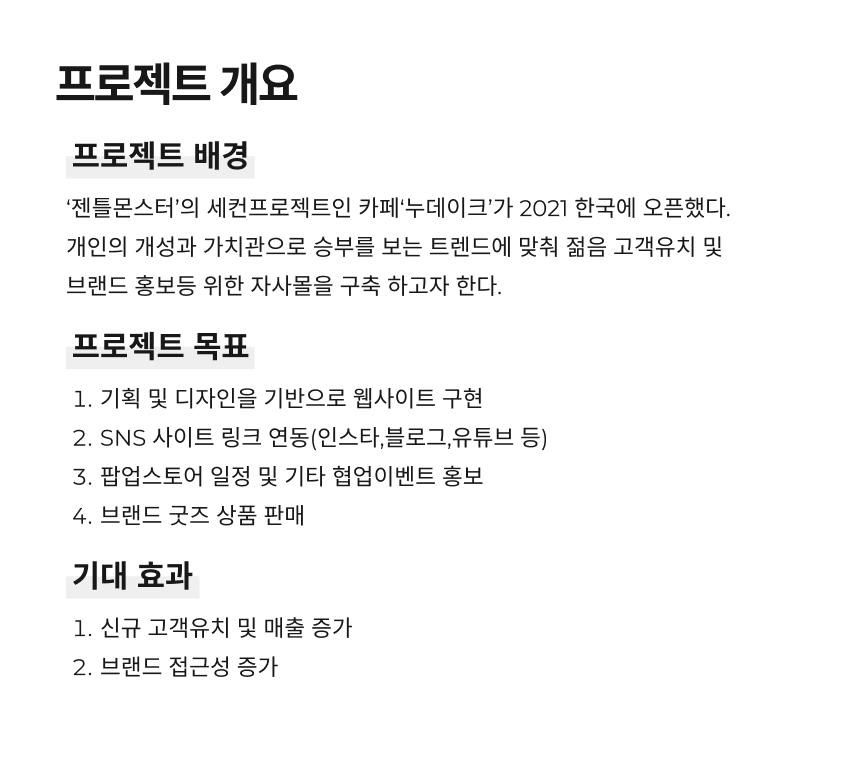 프로젝트 개요
프로젝트 배경
‘젠틀몬스터’의 세컨프로젝트인 카페‘누데이크’가 2021 한국에 오픈했다.
개인의 개성과 가치관으로 승부를 보는 트렌드에 맞춰 젊음 고객유치 및
브랜드 홍보등 위한 자사몰을 구축 하고자 한다.
프로젝트 목표
1. 기획 및 디자인을 기반으로 웹사이트 구현
2. SNS 사이트 링크 연동(인스타,블로그,유튜브 등)
3. 팝업스토어 일정 및 기타 협업이벤트 홍보
4. 브랜드 굿즈 상품 판매
기대 효과
1. 신규 고객유치 및 매출 증가
2. 브랜드 접근성 증가